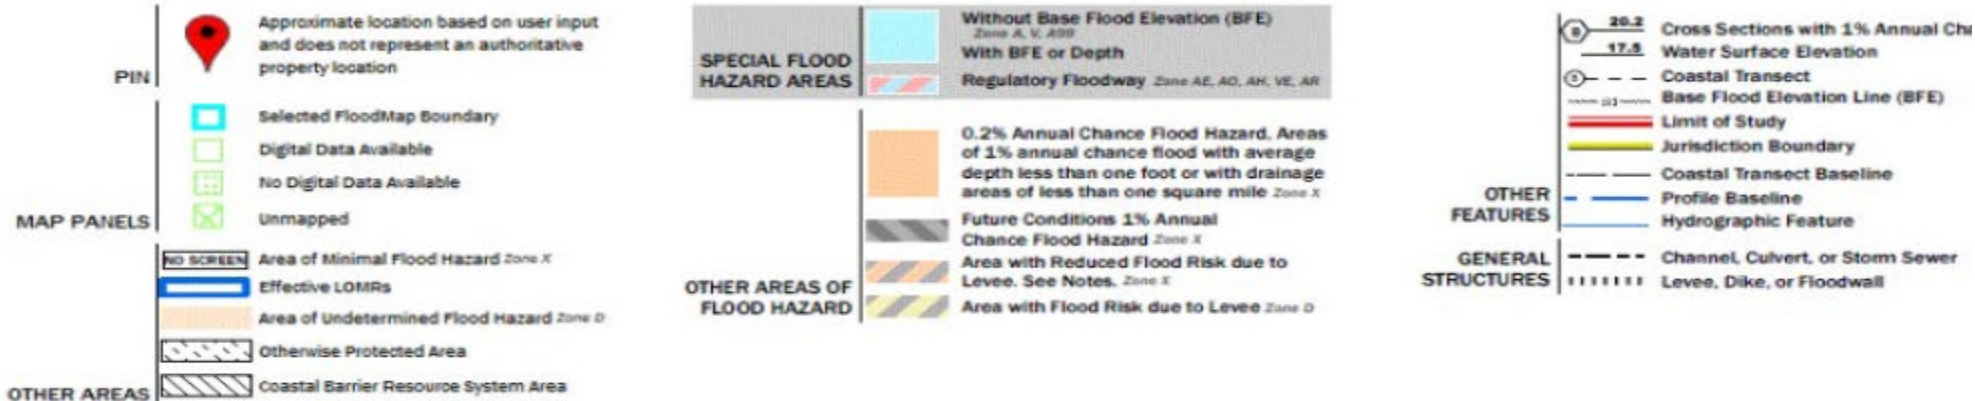 PIN
Approximate location based on user input
and does not represent an authoritative
property location
MAP PANELS
Selected FloodMap Boundary
Digital Data Available
No Digital Data Available
Unmapped
OTHER AREAS
NO SCREEN Area of Minimal Flood Hazard Zone X
Effective LOMRs
Area of Undetermined Flood Hazard Zone D
Otherwise Protected Area
Coastal Barrier Resource System Area
SPECIAL FLOOD
HAZARD AREAS
Without Base Flood Elevation (BFE)
Zone A, V, A99
With BFE or Depth
Regulatory Floodway Zone AE, AO, AH, VE, AR
OTHER AREAS OF
FLOOD HAZARD
0.2% Annual Chance Flood Hazard, Areas
of 1% annual chance flood with average
depth less than one foot or with drainage
areas of less than one square mile Zone X
Future Conditions 1% Annual
Chance Flood Hazard Zone X
Area with Reduced Flood Risk due to
Levee. See Notes. Zone X
Area with Flood Risk due to Levee Zone D
OTHER
FEATURES
B 20.2 Cross Sections with 1% Annual Cha
17.5 Water Surface Elevation
Coastal Transect
Base Flood Elevation Line (BFE)
Limit of Study
Jurisdiction Boundary
Coastal Transect Baseline
Profile Baseline
Hydrographic Feature
GENERAL
STRUCTURES
Channel, Culvert, or Storm Sewer
Levee, Dike, or Floodwall